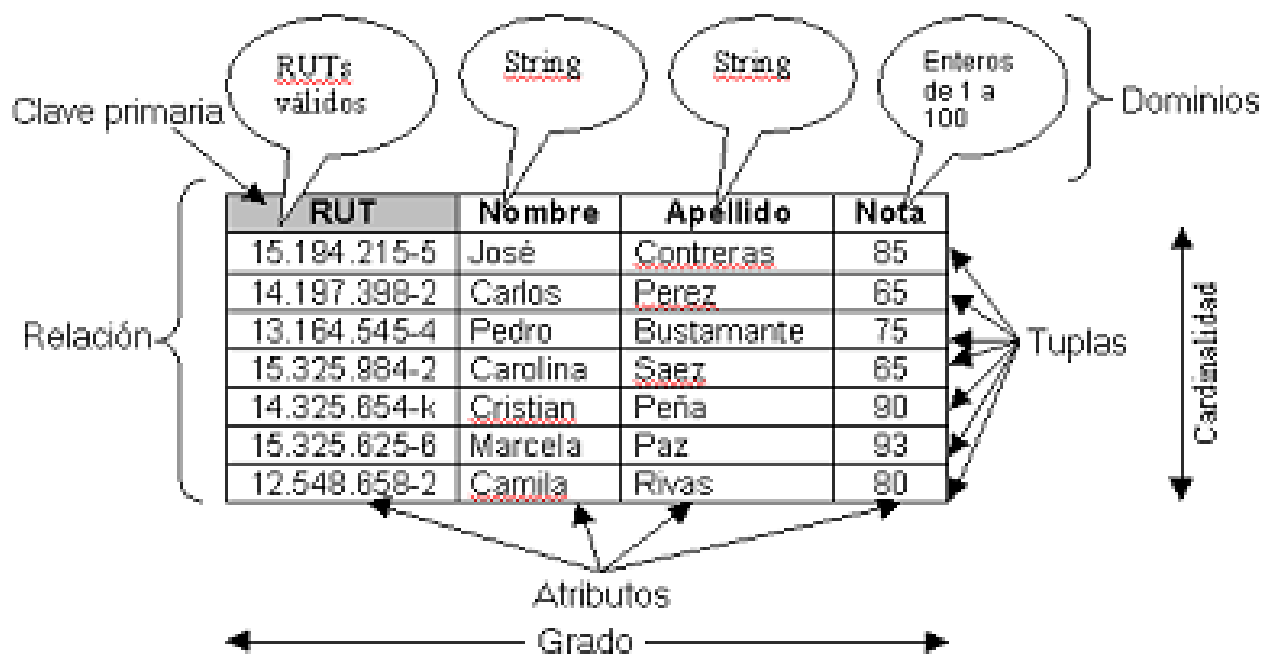 RUTs
válidos
String
String
Enteros
de 1 a
100
Dominios
Clave primaria
RUT Nombre Apellido Nota
15.194.215-5 José Contreras 85
14.197.398-2 Carlos Perez 65
13.164.545-4 Pedro Bustamante 75
15.325.984-2 Carolina Saez 65
14.325.654-k Cristian Peña 90
15.325.625-6 Marcela Paz 93
12.548.658-2 Camila Rivas 80
Relación
Tuplas
Cardinalidad
Atributos
Grado